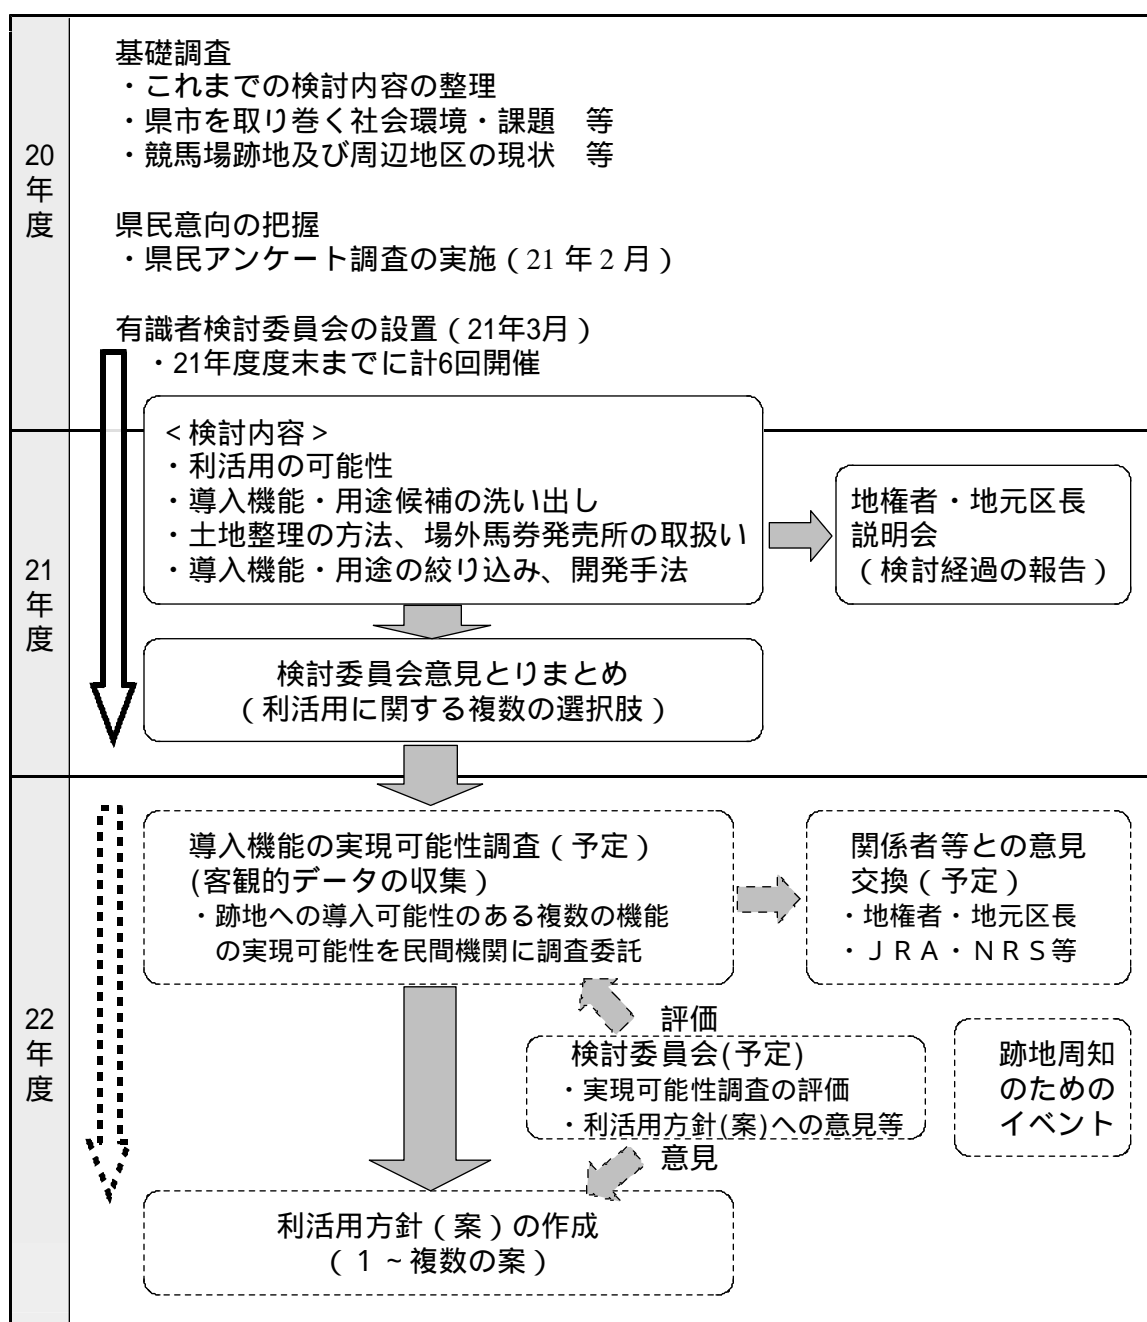 20
年
度
基礎調査
・これまでの検討内容の整理
・県市を取り巻く社会環境・課題　等
・競馬場跡地及び周辺地区の現状　等
県民意向の把握
・県民アンケート調査の実施（21 年 2 月）
有識者検討委員会の設置（21年3月）
・21年度度末までに計6回開催
21
年
度
＜検討内容＞
・利活用の可能性
・導入機能・用途候補の洗い出し
・土地整理の方法、場外馬券発売所の取扱い
・導入機能・用途の絞り込み、開発手法
地権者・地元区長
説明会
（検討経過の報告）
検討委員会意見とりまとめ
（利活用に関する複数の選択肢）
22
年
度
導入機能の実現可能性調査（予定）
(客観的データの収集）
・跡地への導入可能性のある複数の機能
の実現可能性を民間機関に調査委託
関係者等との意見
交換（予定）
・地権者・地元区長
・ＪＲＡ・ＮＲＳ等
評価
検討委員会(予定)
・実現可能性調査の評価
・利活用方針(案)への意見等
意見
跡地周知
のための
イベント
利活用方針（案）の作成
（１～複数の案）